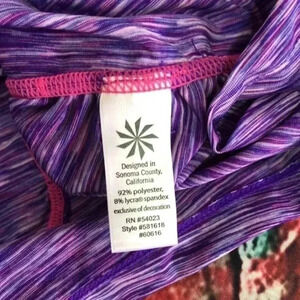 Designed in
Sonoma County,
California
92% polyester,
8% lycra® spandex
exclusive of decoration
RN #54023
Style #581616
#60616